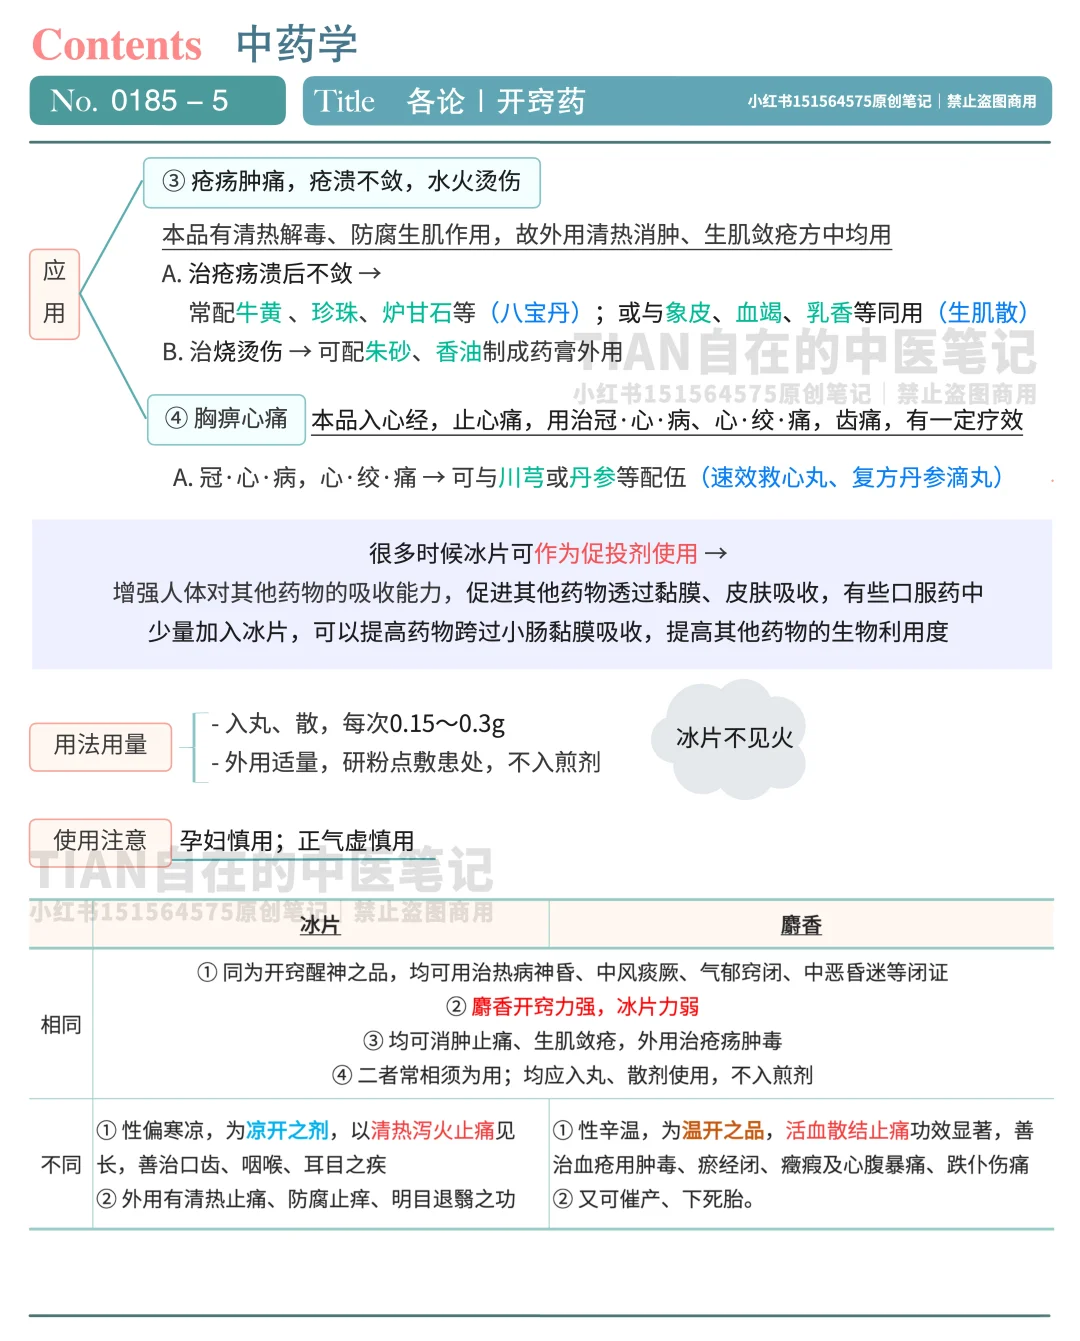 Contents 中药学
No. 0185 – 5
Title 各论 | 开窍药 小红书151564575原创笔记｜禁止盗图商用
③ 疮疡肿痛，疮溃不敛，水火烫伤
本品有清热解毒、防腐生肌作用，故外用清热消肿、生肌敛疮方中均用
应用
A. 治疮疡溃后不敛 →
常配牛黄 、珍珠、炉甘石等（八宝丹）；或与象皮、血竭、乳香等同用（生肌散）
B. 治烧烫伤 → 可配朱砂、香油制成药膏外用
TIAN自在的中医笔记
小红书151564575原创笔记｜禁止盗图商用
④ 胸痹心痛 本品入心经，止心痛，用治冠·心·病、心·绞·痛，齿痛，有一定疗效
A. 冠·心·病，心·绞·痛 → 可与川芎或丹参等配伍（速效救心丸、复方丹参滴丸）
很多时候冰片可作为促投剂使用 →
增强人体对其他药物的吸收能力，促进其他药物透过黏膜、皮肤吸收，有些口服药中
少量加入冰片，可以提高药物跨过小肠黏膜吸收，提高其他药物的生物利用度
用法用量
- 入丸、散，每次0.15～0.3g
- 外用适量，研粉点敷患处，不入煎剂
冰片不见火
使用注意 孕妇慎用；正气虚慎用
TIAN自在的中医笔记
小红书151564575原创笔记｜禁止盗图商用
冰片 麝香
相同
① 同为开窍醒神之品，均可用治热病神昏、中风痰厥、气郁窍闭、中恶昏迷等闭证
② 麝香开窍力强，冰片力弱
③ 均可消肿止痛、生肌敛疮，外用治疮疡肿毒
④ 二者常相须为用；均应入丸、散剂使用，不入煎剂
不同
① 性偏寒凉，为凉开之剂，以清热泻火止痛见
长，善治口齿、咽喉、耳目之疾
② 外用有清热止痛、防腐止痒、明目退翳之功
① 性辛温，为温开之品，活血散结止痛功效显著，善
治血疮用肿毒、瘀经闭、癥瘕及心腹暴痛、跌仆伤痛
② 又可催产、下死胎。